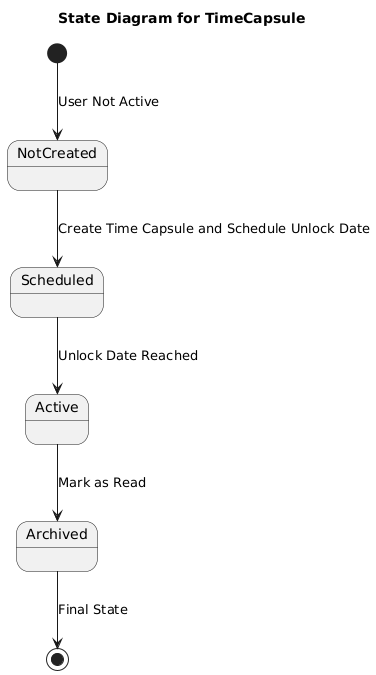 State Diagram for TimeCapsule
User Not Active
NotCreated
Create Time Capsule and Schedule Unlock Date
Scheduled
Unlock Date Reached
Active
Mark as Read
Archived
Final State